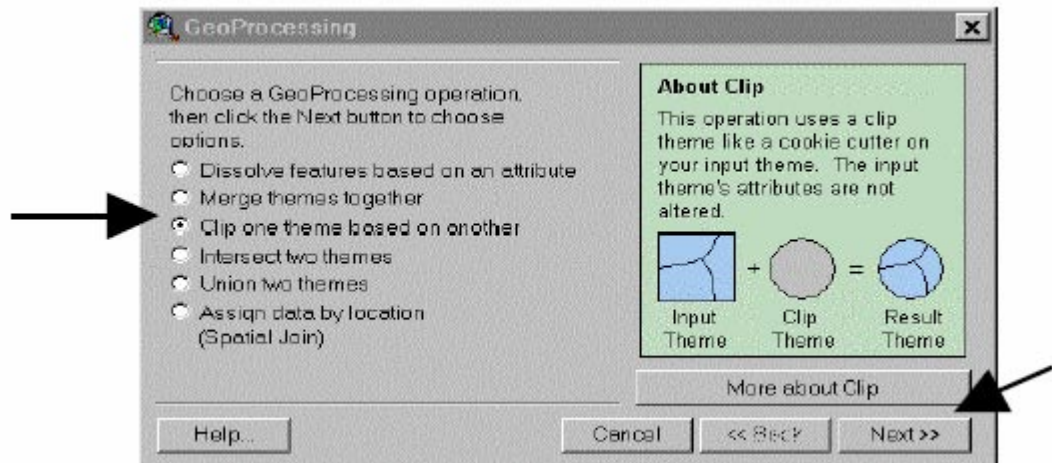 GeoProcessing
Choose a GeoProcessing operation,
then click the Next button to choose
options.
Dissolve features based on an attribute
Merge themes together
Clip one theme based on another
Intersect two themes
Union two themes
Assign data by location
(Spatial Join)
About Clip
This operation uses a clip
theme like a cookie cutter on
your input theme. The input
theme's attributes are not
altered.
+ =
Input Clip Result
Theme Theme Theme
More about Clip
Help... Cancel << Back Next >>